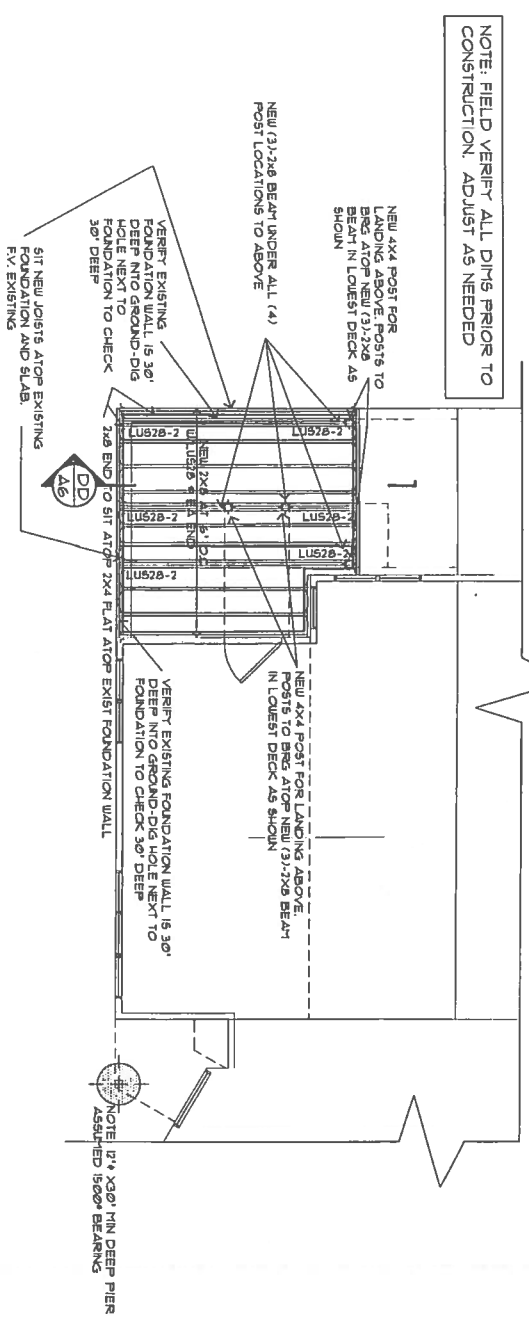 NOTE: FIELD VERIFY ALL DIMS PRIOR TO
CONSTRUCTION. ADJUST AS NEEDED
NEW 4X4 POST FOR
LANDING ABOVE. POSTS TO
BRG ATOP NEW (3)-2X8
BEAM IN LOWEST DECK AS
SHOWN
NEW (3)-2x8 BEAM UNDER ALL (4)
POST LOCATIONS TO ABOVE
VERIFY EXISTING
FOUNDATION WALL IS 30"
DEEP INTO GROUND-DIG
HOLE NEXT TO
FOUNDATION TO CHECK
30" DEEP
SIT NEW JOISTS ATOP EXISTING
FOUNDATION AND SLAB.
F.V. EXISTING
LUS28-2
LUS28-2
LUS28-2
LUS28-2
LUS28-2
LUS28-2
NEW 2X8 AT 16" O.C
W/LUS28 @ EA END
DD
A6
2x8 END TO SIT ATOP 2X4 FLAT ATOP EXIST FOUNDATION WALL
NEW 4X4 POST FOR LANDING ABOVE.
POSTS TO BRG ATOP NEW (3)-2X8 BEAM
IN LOWEST DECK AS SHOWN
VERIFY EXISTING FOUNDATION WALL IS 30"
DEEP INTO GROUND-DIG HOLE NEXT TO
FOUNDATION TO CHECK 30" DEEP
NOTE: 12"ϕ X30" MIN DEEP PIER
ASSUMED 1500# BEARING